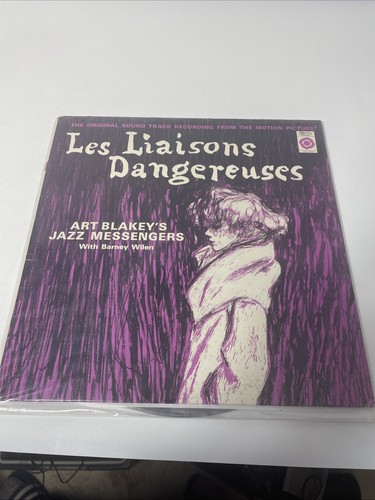 THE ORIGINAL SOUND TRACK RECORDING FROM THE MOTION PICTURE!
Les Liaisons
Dangereuses
ART BLAKEY'S
JAZZ MESSENGERS
With Barney Wilen